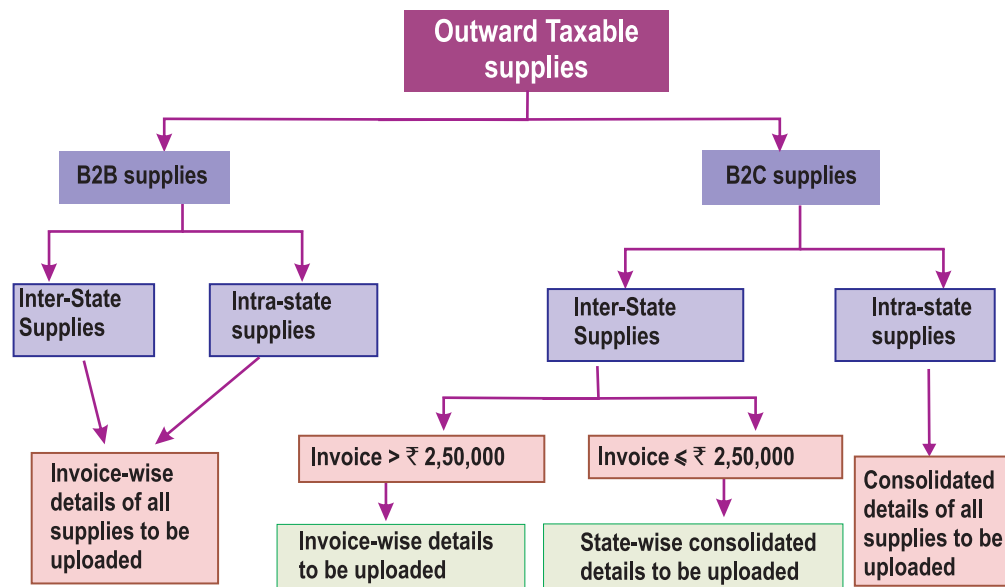 Outward Taxable
supplies
B2B supplies
B2C supplies
Inter-State
Supplies
Intra-state
supplies
Inter-State
Supplies
Intra-state
supplies
Invoice-wise
details of all
supplies to be
uploaded
Invoice > ₹ 2,50,000
Invoice ⩽ ₹ 2,50,000
Consolidated
details of all
supplies to be
uploaded
Invoice-wise details
to be uploaded
State-wise consolidated
details to be uploaded